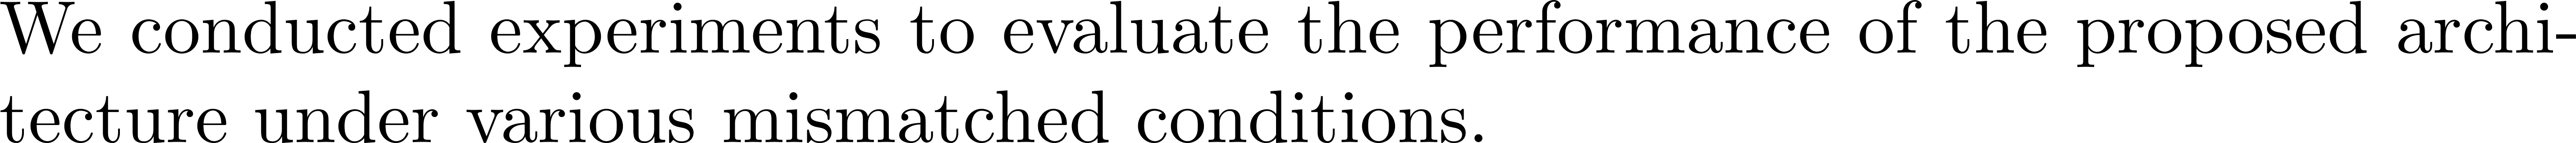 We conducted experiments to evaluate the performance of the proposed archi-
tecture under various mismatched conditions.